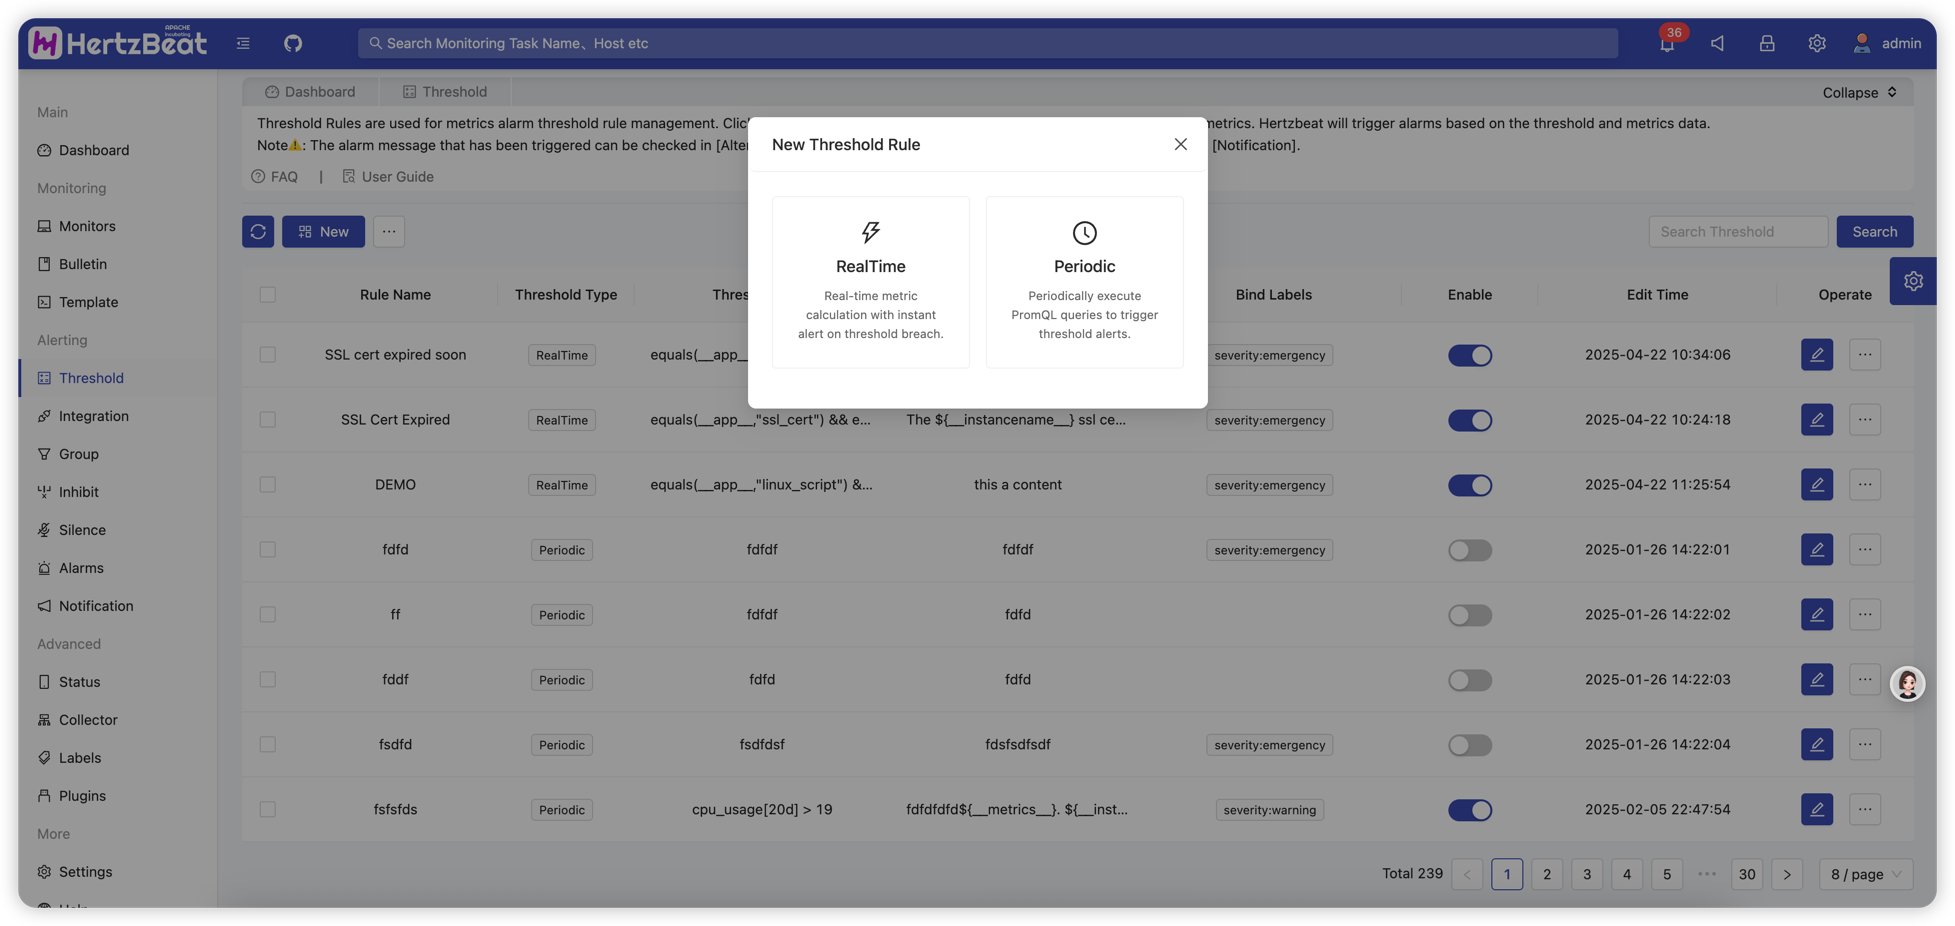 APACHE
Incubating
HertzBeat
Search Monitoring Task Name、Host etc
36
admin
Main
Dashboard
Monitoring
Monitors
Bulletin
Template
Alerting
Threshold
Integration
Group
Inhibit
Silence
Alarms
Notification
Advanced
Status
Collector
Labels
Plugins
More
Settings
Dashboard
Threshold
Collapse
Threshold Rules are used for metrics alarm threshold rule management. Clic
metrics. Hertzbeat will trigger alarms based on the threshold and metrics data.
Note⚠️: The alarm message that has been triggered can be checked in [Aler
[Notification].
FAQ | User Guide
New ...
Search Threshold
Search
New Threshold Rule
RealTime
Real-time metric
calculation with instant
alert on threshold breach.
Periodic
Periodically execute
PromQL queries to trigger
threshold alerts.
Rule Name Threshold Type Thres Bind Labels Enable Edit Time Operate
SSL cert expired soon RealTime equals(__app__ severity:emergency 2025-04-22 10:34:06 ...
SSL Cert Expired RealTime equals(__app__,"ssl_cert") && e... The ${__instancename__} ssl ce... severity:emergency 2025-04-22 10:24:18 ...
DEMO RealTime equals(__app__,"linux_script") &... this a content severity:emergency 2025-04-22 11:25:54 ...
fdfd Periodic fdfdf fdfdf severity:emergency 2025-01-26 14:22:01 ...
ff Periodic fdfdf fdfd 2025-01-26 14:22:02 ...
fddf Periodic fdfd fdfd 2025-01-26 14:22:03 ...
fsdfd Periodic fsdfdsf fdsfsdfsdf severity:emergency 2025-01-26 14:22:04 ...
fsfsfds Periodic cpu_usage[20d] > 19 fdfdfdfd${__metrics__}. ${__inst... severity:warning 2025-02-05 22:47:54 ...
Total 239 < 1 2 3 4 5 ••• 30 > 8 / page